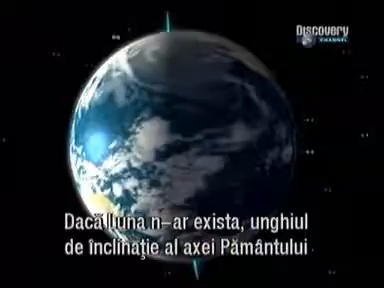 Discovery
CHANNEL
Dacă Luna n-ar exista, unghiul
de înclinaţie al axei Pământului